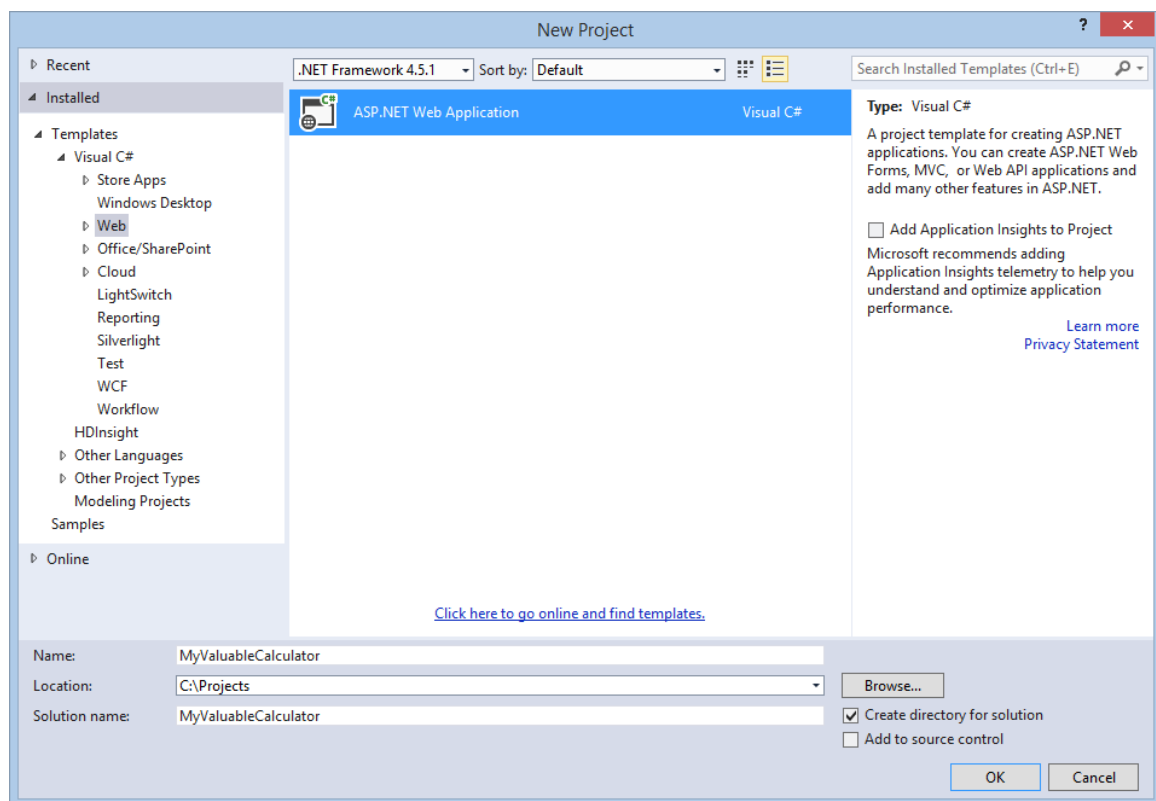 New Project
?
Recent
Installed
Templates
Visual C#
Store Apps
Windows Desktop
Web
Office/SharePoint
Cloud
LightSwitch
Reporting
Silverlight
Test
WCF
Workflow
HDInsight
Other Languages
Other Project Types
Modeling Projects
Samples
Online
.NET Framework 4.5.1 Sort by: Default
C# ASP.NET Web Application Visual C#
Click here to go online and find templates.
Search Installed Templates (Ctrl+E)
Type: Visual C#
A project template for creating ASP.NET
applications. You can create ASP.NET Web
Forms, MVC, or Web API applications and
add many other features in ASP.NET.
Add Application Insights to Project
Microsoft recommends adding
Application Insights telemetry to help you
understand and optimize application
performance.
Learn more
Privacy Statement
Name: MyValuableCalculator
Location: C:\Projects Browse...
Solution name: MyValuableCalculator Create directory for solution
Add to source control
OK Cancel